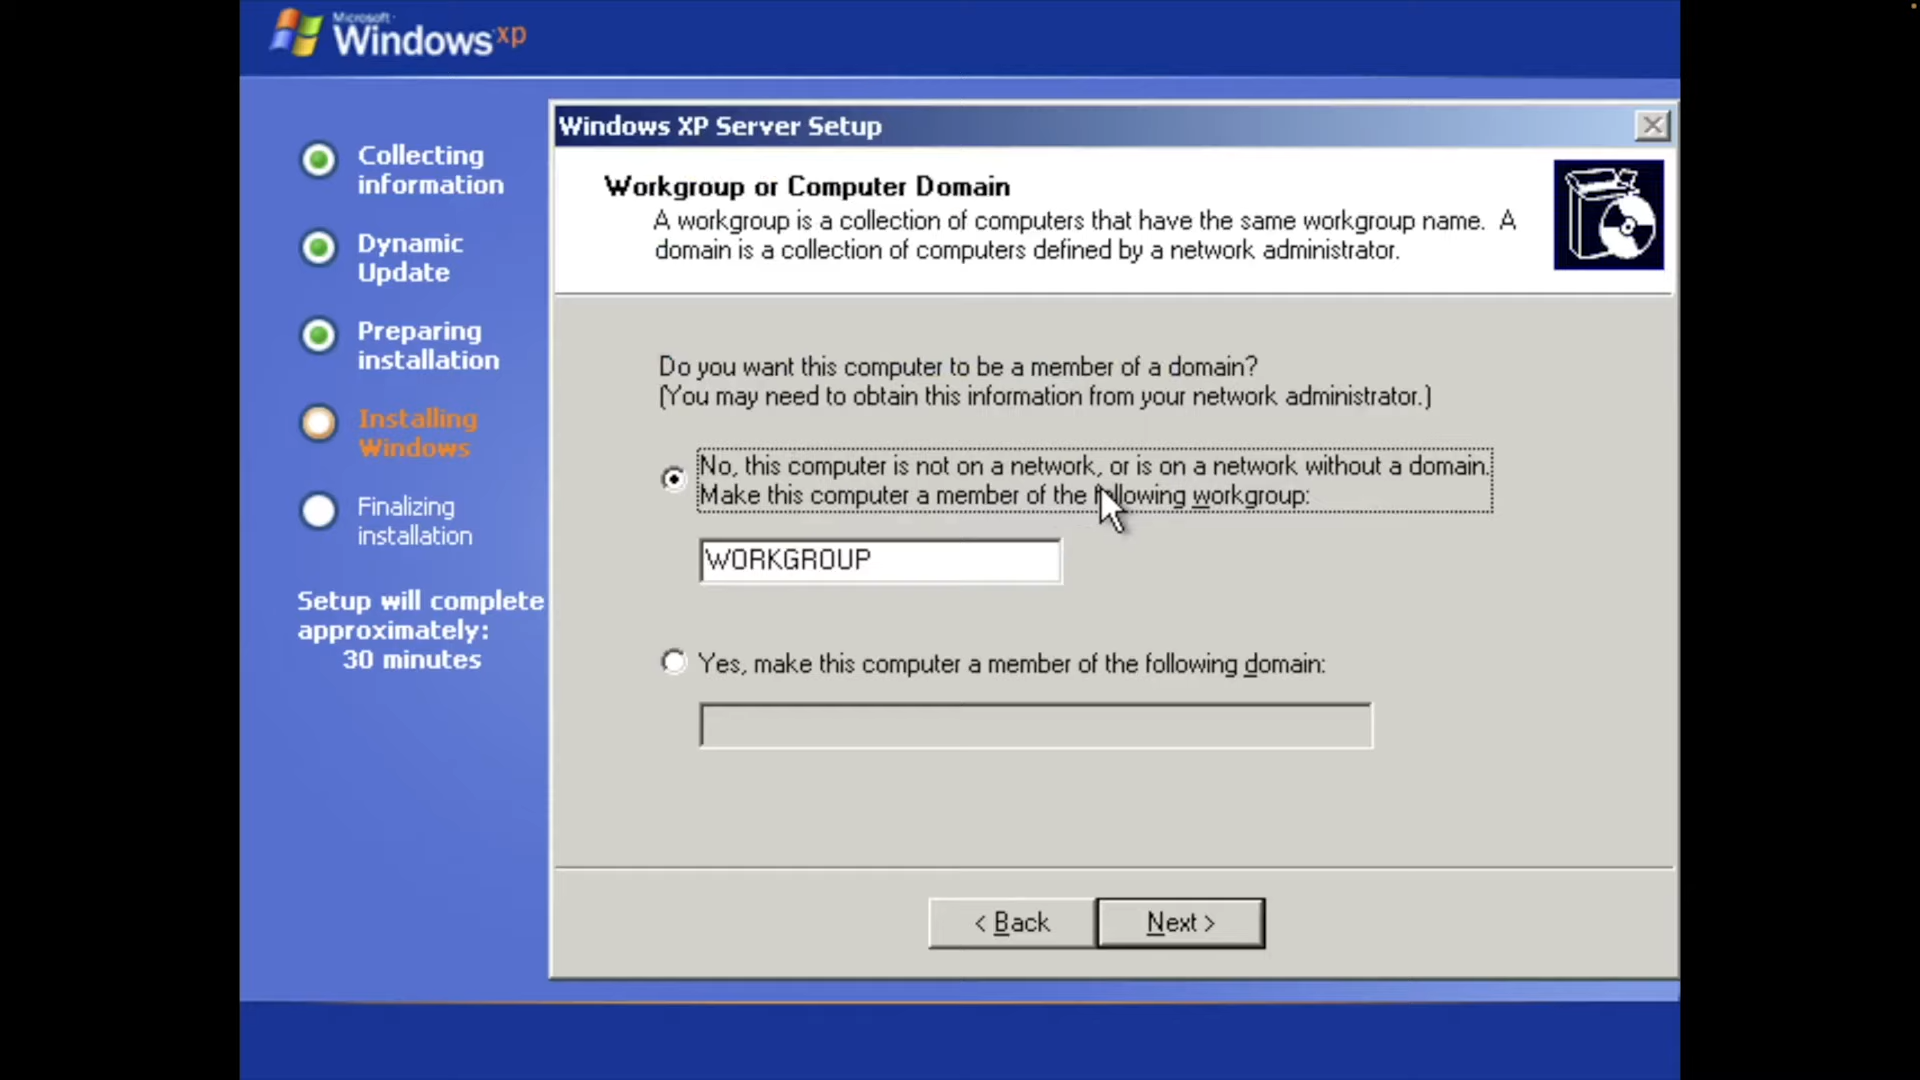 Microsoft
Windows xp
Collecting
information
Dynamic
Update
Preparing
installation
Installing
Windows
Finalizing
installation
Setup will complete
approximately:
30 minutes
Windows XP Server Setup
Workgroup or Computer Domain
A workgroup is a collection of computers that have the same workgroup name. A
domain is a collection of computers defined by a network administrator.
Do you want this computer to be a member of a domain?
(You may need to obtain this information from your network administrator.)
No, this computer is not on a network, or is on a network without a domain.
Make this computer a member of the following workgroup:
WORKGROUP
Yes, make this computer a member of the following domain:
< Back
Next >